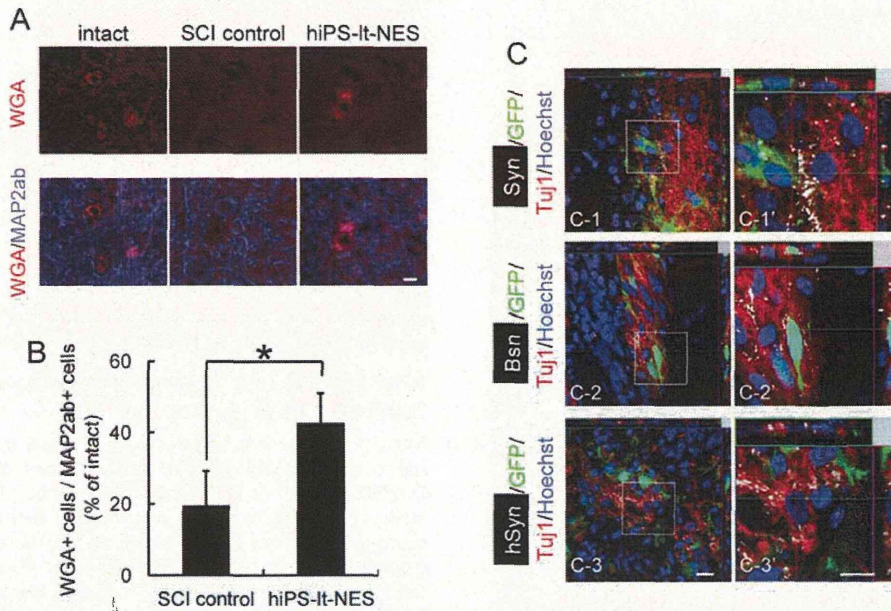 A
intact SCI control hiPS-lt-NES
WGA
WGA/MAP2ab
B
WGA+ cells / MAP2ab+ cells
(% of intact)
60
40
20
0
*
SCI control hiPS-lt-NES
C
Syn/GFP/
Tuj1/Hoechst
C-1
C-1'
Bsn/GFP/
Tuj1/Hoechst
C-2
C-2'
hSyn/GFP/
Tuj1/Hoechst
C-3
C-3'